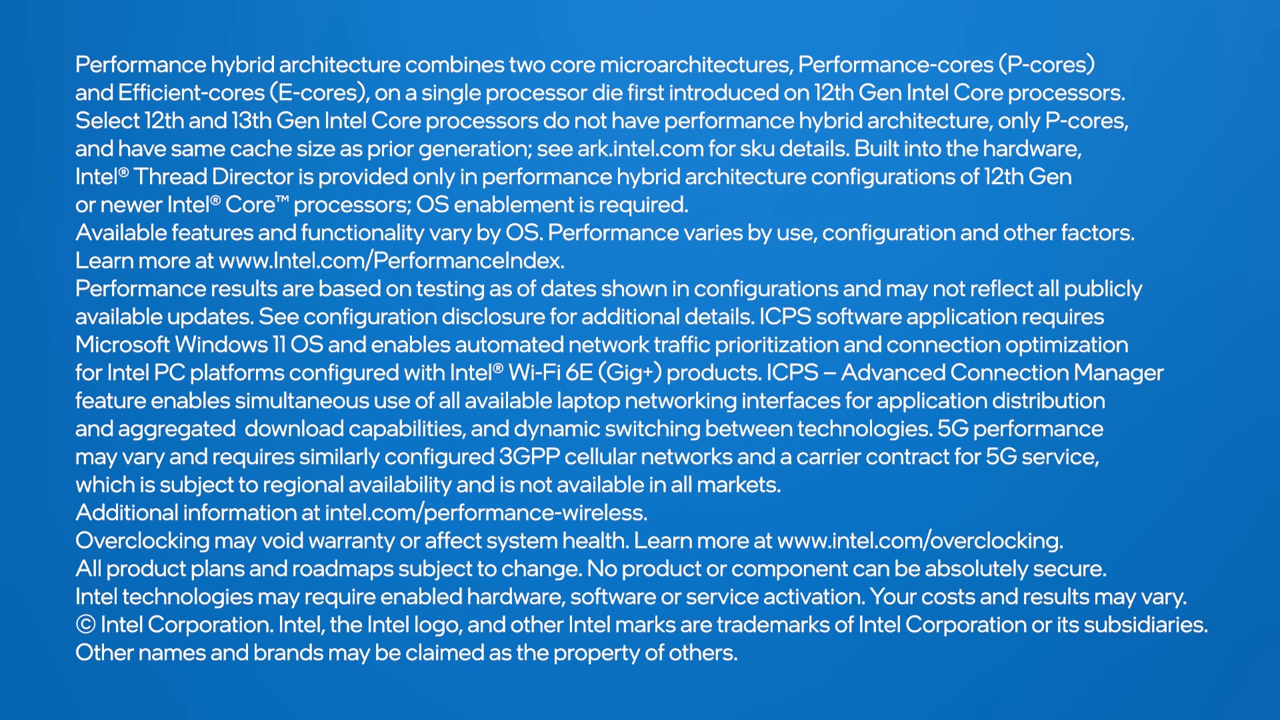 Performance hybrid architecture combines two core microarchitectures, Performance-cores (P-cores)
and Efficient-cores (E-cores), on a single processor die first introduced on 12th Gen Intel Core processors.
Select 12th and 13th Gen Intel Core processors do not have performance hybrid architecture, only P-cores,
and have same cache size as prior generation; see ark.intel.com for sku details. Built into the hardware,
Intel® Thread Director is provided only in performance hybrid architecture configurations of 12th Gen
or newer Intel® Core™ processors; OS enablement is required.
Available features and functionality vary by OS. Performance varies by use, configuration and other factors.
Learn more at www.Intel.com/PerformanceIndex.
Performance results are based on testing as of dates shown in configurations and may not reflect all publicly
available updates. See configuration disclosure for additional details. ICPS software application requires
Microsoft Windows 11 OS and enables automated network traffic prioritization and connection optimization
for Intel PC platforms configured with Intel® Wi-Fi 6E (Gig+) products. ICPS – Advanced Connection Manager
feature enables simultaneous use of all available laptop networking interfaces for application distribution
and aggregated  download capabilities, and dynamic switching between technologies. 5G performance
may vary and requires similarly configured 3GPP cellular networks and a carrier contract for 5G service,
which is subject to regional availability and is not available in all markets.
Additional information at intel.com/performance-wireless.
Overclocking may void warranty or affect system health. Learn more at www.intel.com/overclocking.
All product plans and roadmaps subject to change. No product or component can be absolutely secure.
Intel technologies may require enabled hardware, software or service activation. Your costs and results may vary.
© Intel Corporation. Intel, the Intel logo, and other Intel marks are trademarks of Intel Corporation or its subsidiaries.
Other names and brands may be claimed as the property of others.